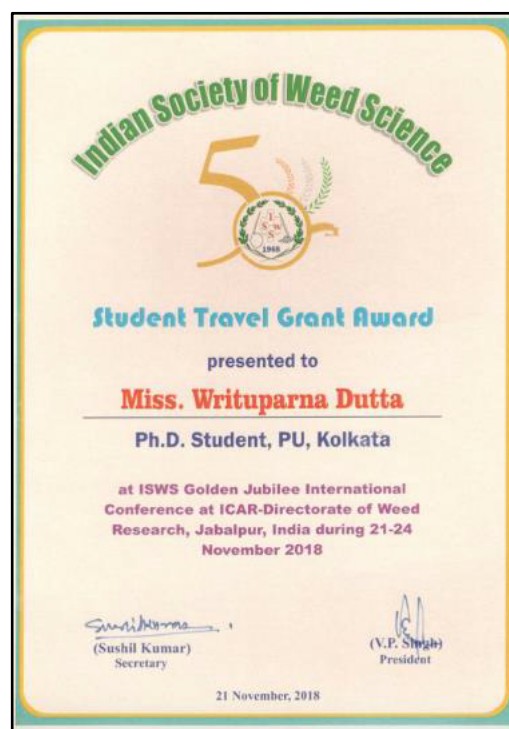 Indian Society of Weed Science
50
I
S W
S
1968
Student Travel Grant Award
presented to
Miss. Writuparna Dutta
Ph.D. Student, PU, Kolkata
at ISWS Golden Jubilee International
Conference at ICAR-Directorate of Weed
Research, Jabalpur, India during 21-24
November 2018
(Sushil Kumar) (V.P. Singh)
Secretary President
21 November, 2018